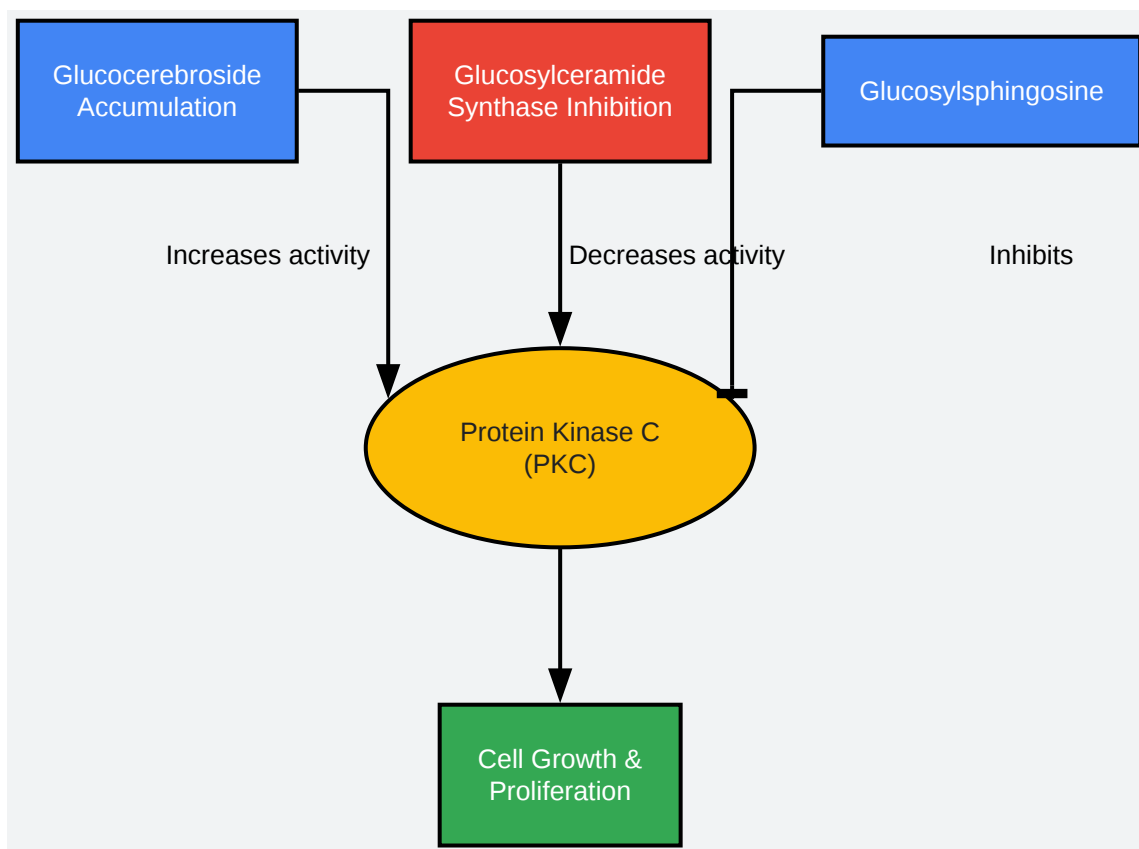 Glucocerebroside
Accumulation
Glucosylceramide
Synthase Inhibition
Glucosylsphingosine
Increases activity
Decreases activity
Inhibits
Protein Kinase C
(PKC)
Cell Growth &
Proliferation